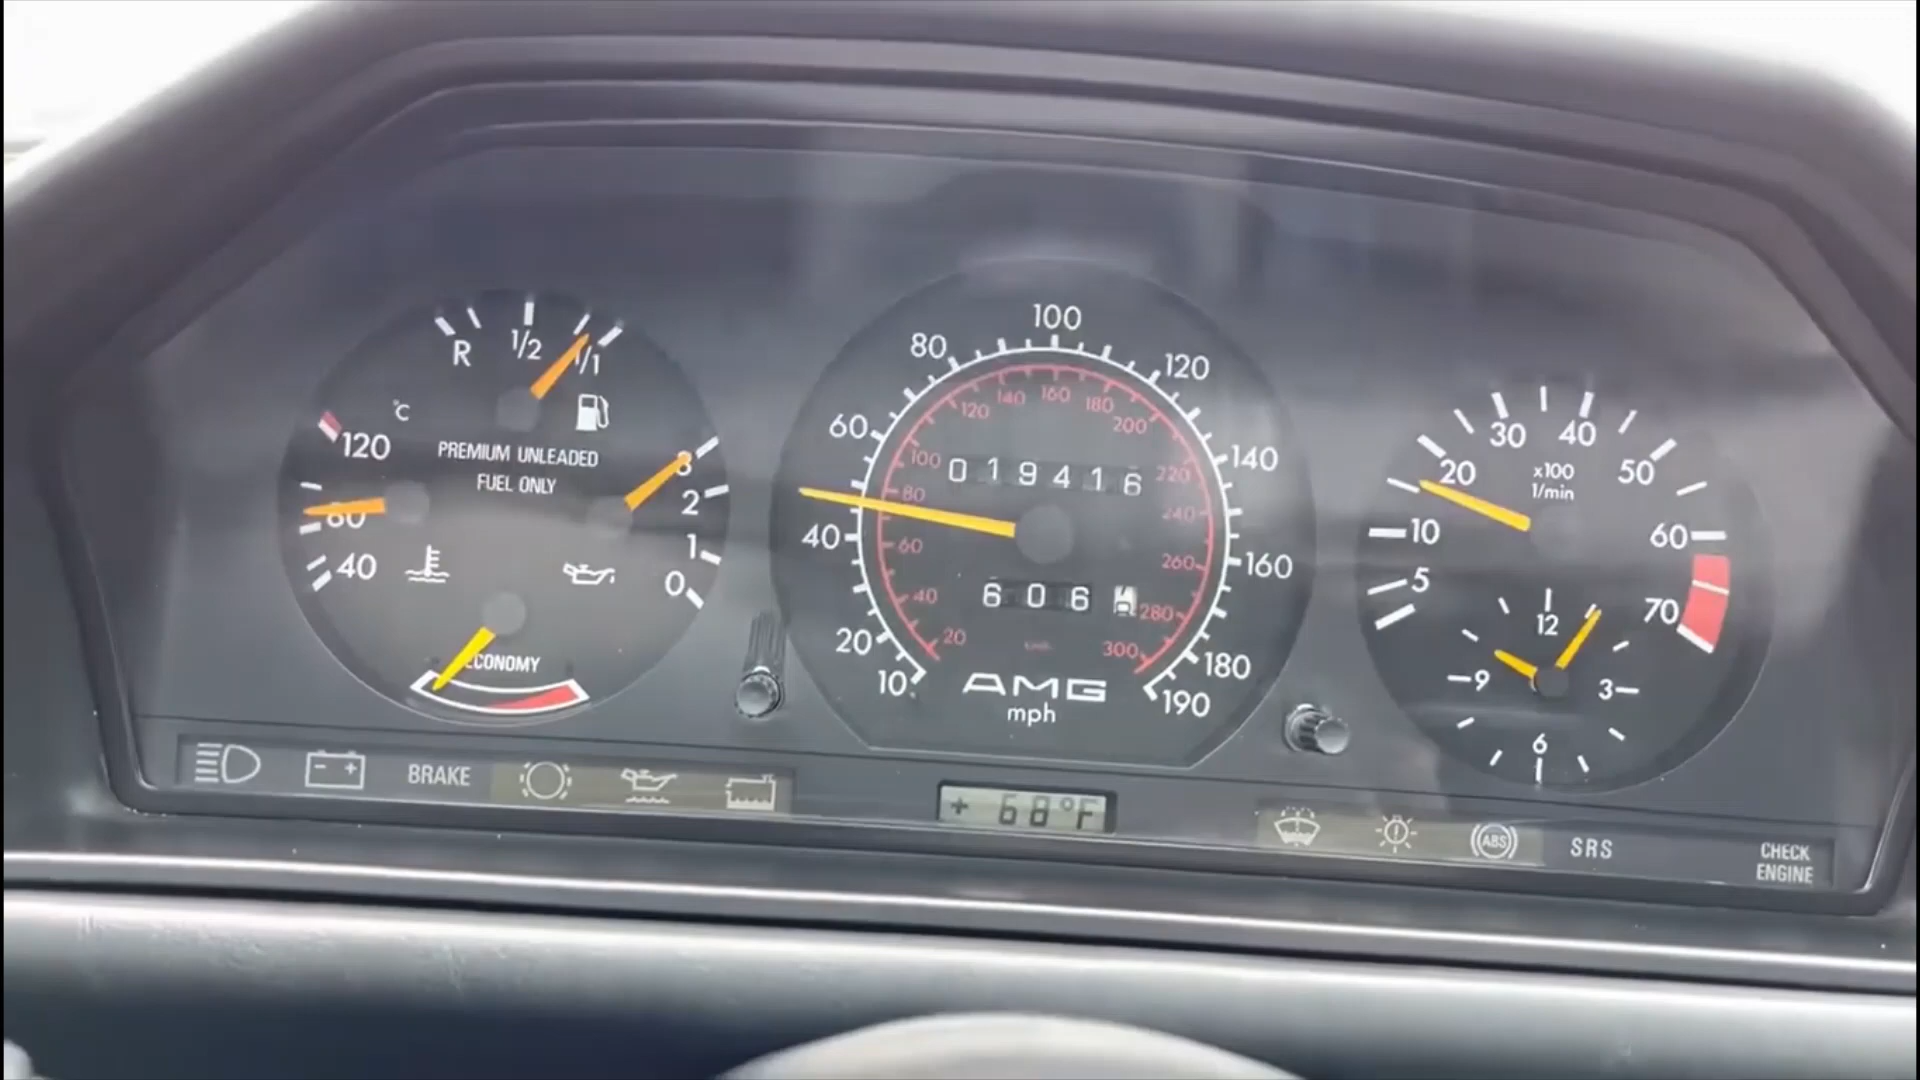 R 1/2 1/1
°C
120
PREMIUM UNLEADED
FUEL ONLY
3
2
1
0
60
40
ECONOMY
10 20 40 60 80 100 120 140 160 180 190
20 40 60 80 100 120 140 160 180 200 220 240 260 280 300
019416
606
AMG
mph
5 10 20 30 40 50 60 70
x100
1/min
12
3
6
9
BRAKE
- +
+ 68°F
ABS
SRS
CHECK
ENGINE